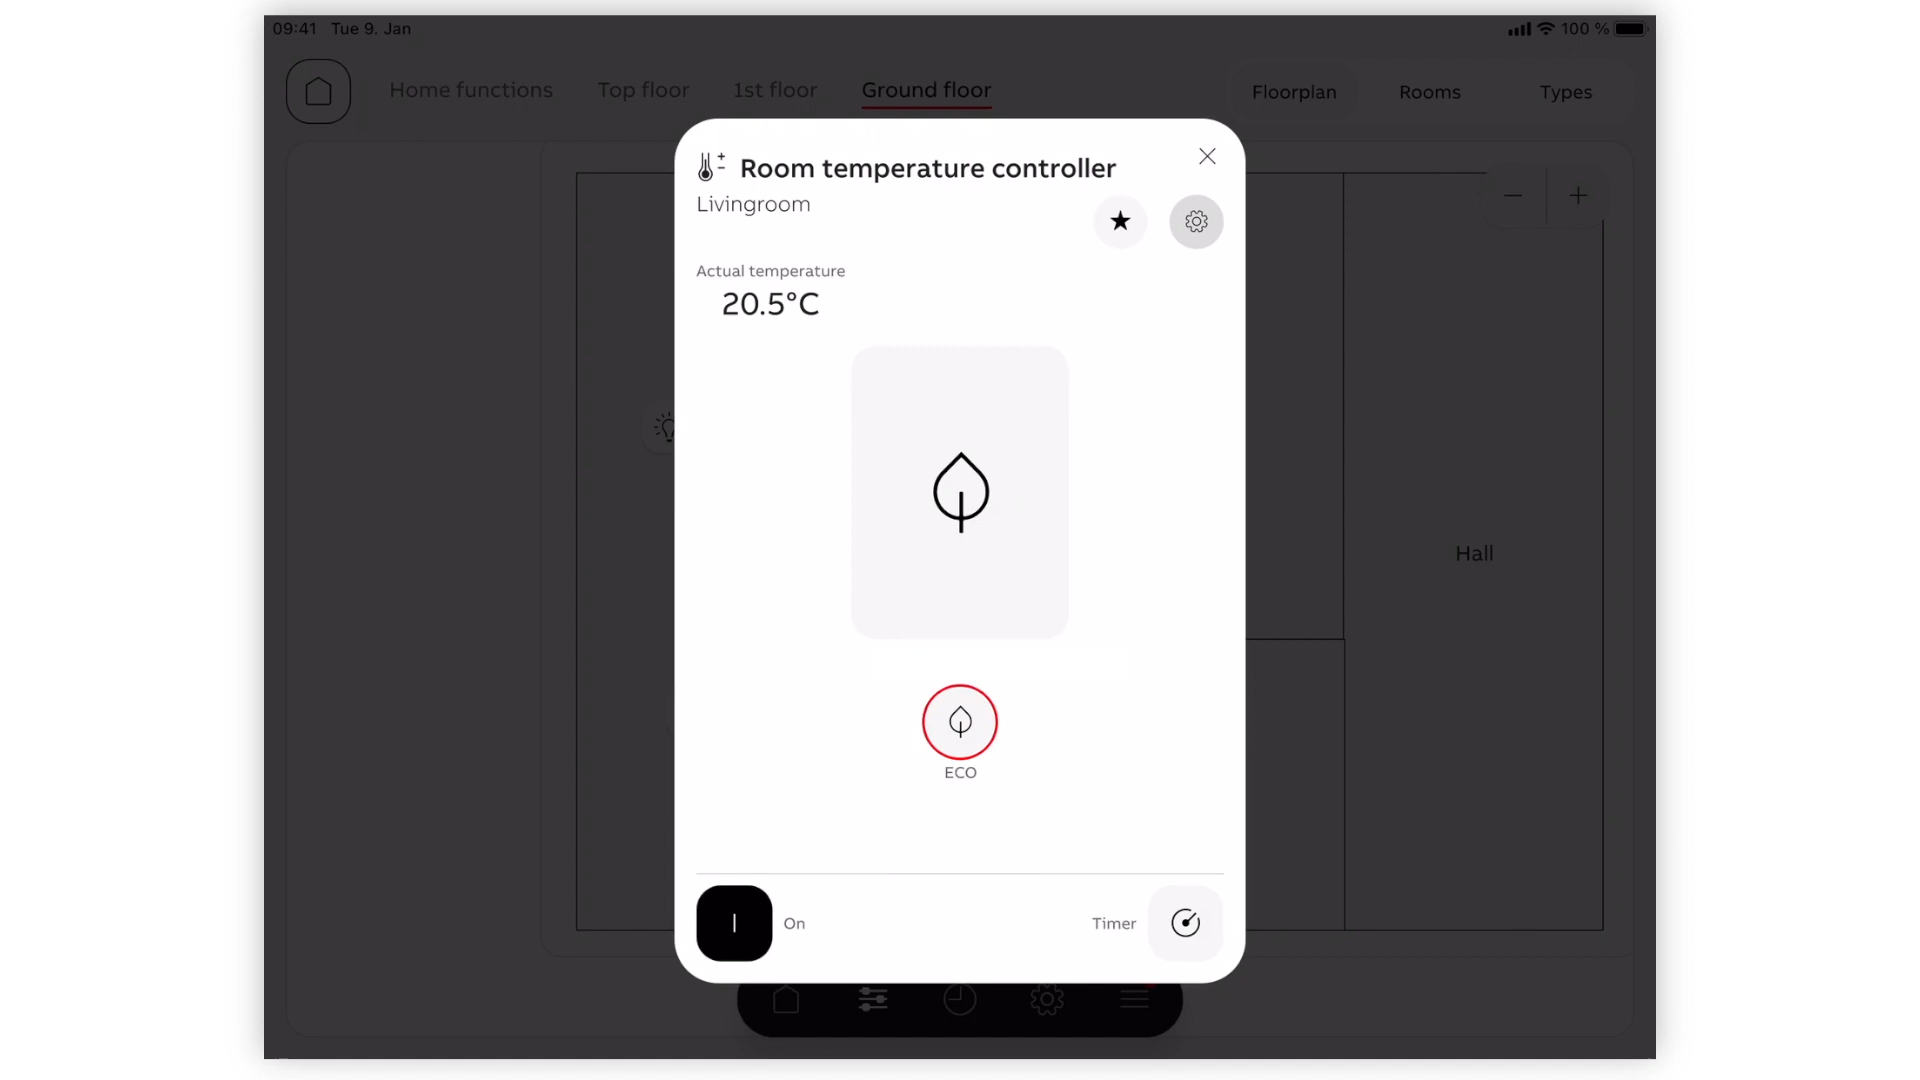 09:41 Tue 9. Jan
100 %
Home functions Top floor 1st floor Ground floor
Floorplan Rooms Types
Room temperature controller
Livingroom
Actual temperature
20.5°C
Hall
ECO
On
Timer